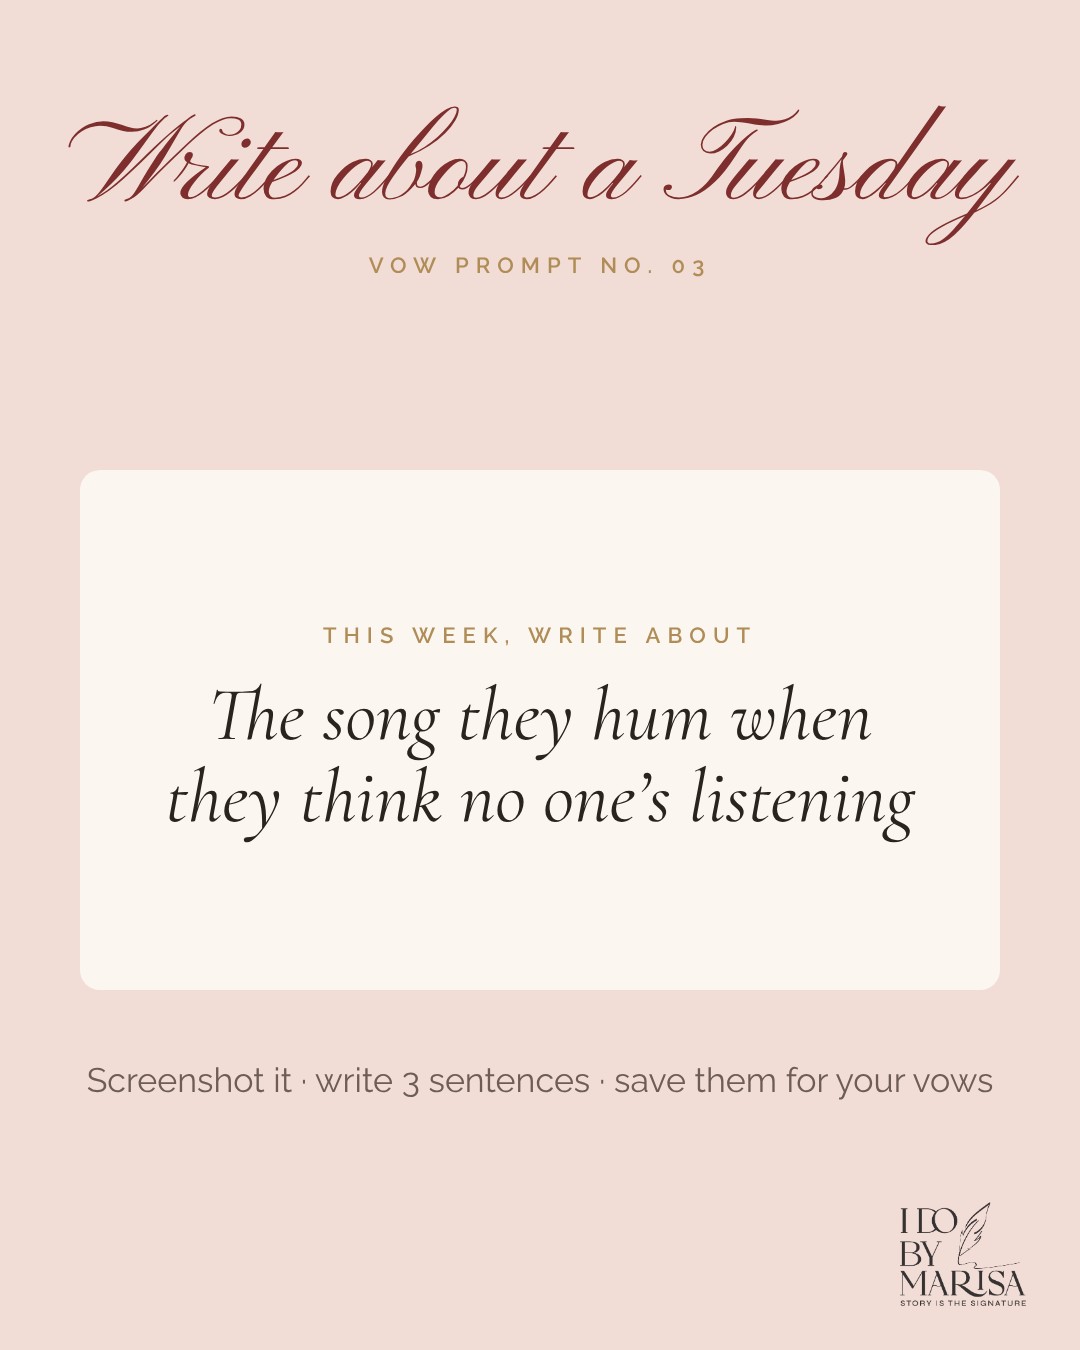 Write about a Tuesday
VOW PROMPT NO. 03
THIS WEEK, WRITE ABOUT
The song they hum when
they think no one’s listening
Screenshot it · write 3 sentences · save them for your vows
I DO
BY
MARISA
STORY IS THE SIGNATURE